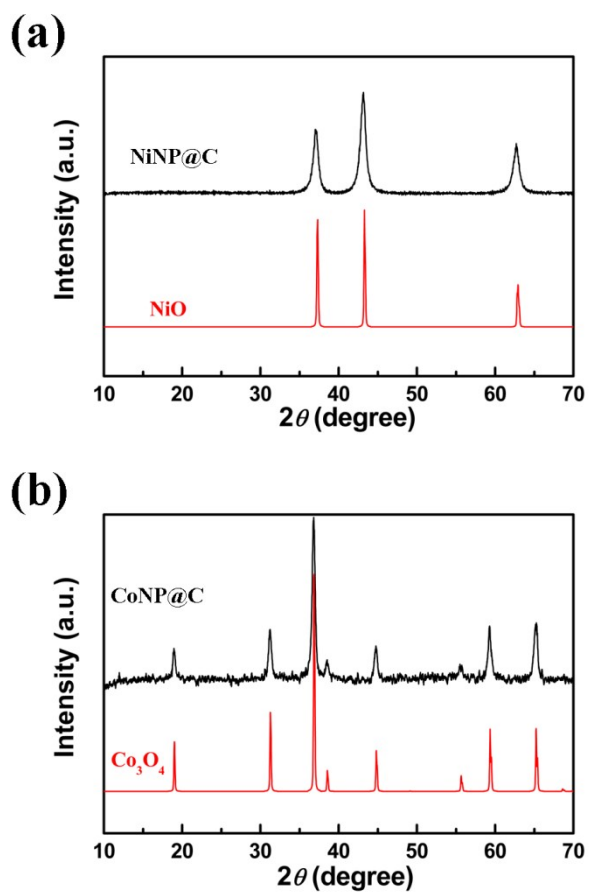 (a)
Intensity (a.u.)
NiNP@C
NiO
10 20 30 40 50 60 70
2θ (degree)
(b)
Intensity (a.u.)
CoNP@C
Co₃O₄
10 20 30 40 50 60 70
2θ (degree)